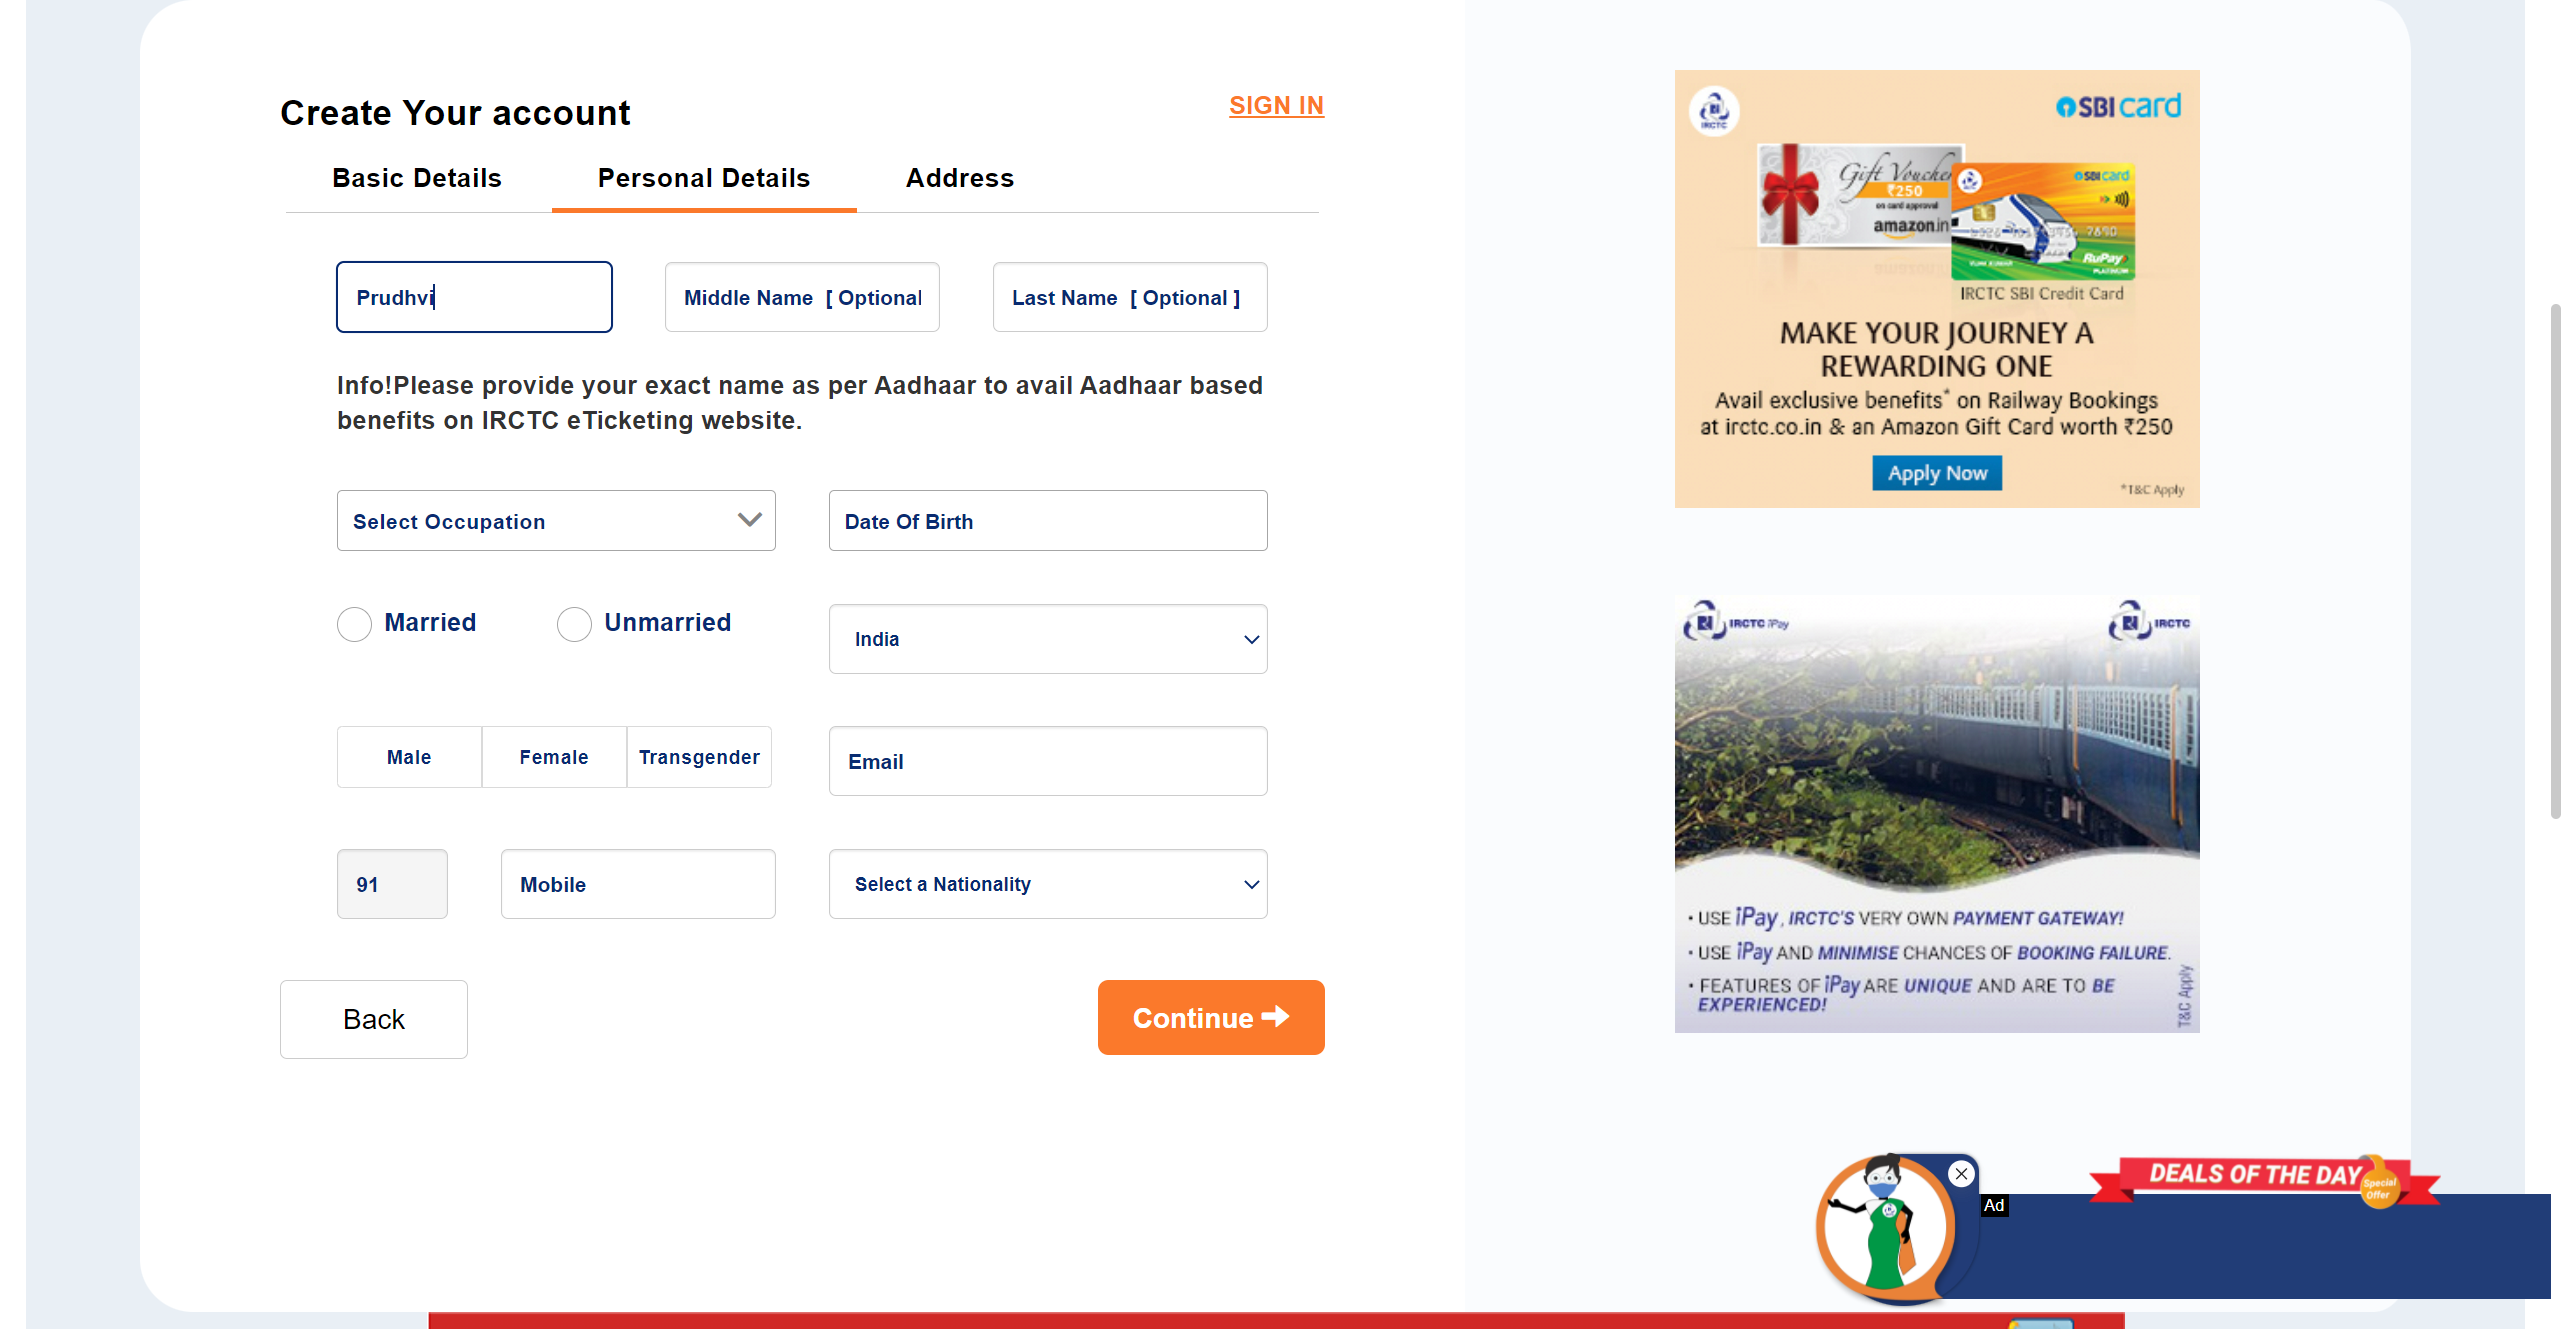 Create Your account
SIGN IN
Basic Details
Personal Details
Address
Prudhvi
Middle Name [ Optional
Last Name [ Optional ]
Info!Please provide your exact name as per Aadhaar to avail Aadhaar based
benefits on IRCTC eTicketing website.
Select Occupation
Date Of Birth
Married
Unmarried
India
Male
Female
Transgender
Email
91
Mobile
Select a Nationality
Back
Continue
IRCTC
SBI card
Gift Voucher
₹250
on card approval
amazon.in
SBI card
RuPay
PLATINUM
IRCTC SBI Credit Card
MAKE YOUR JOURNEY A
REWARDING ONE
Avail exclusive benefits* on Railway Bookings
at irctc.co.in & an Amazon Gift Card worth ₹250
Apply Now
*T&C Apply
IRCTC iPay
IRCTC
• USE iPay, IRCTC'S VERY OWN PAYMENT GATEWAY!
• USE iPay AND MINIMISE CHANCES OF BOOKING FAILURE.
• FEATURES OF iPay ARE UNIQUE AND ARE TO BE
EXPERIENCED!
T&C Apply
DEALS OF THE DAY
Special
Offer
Ad